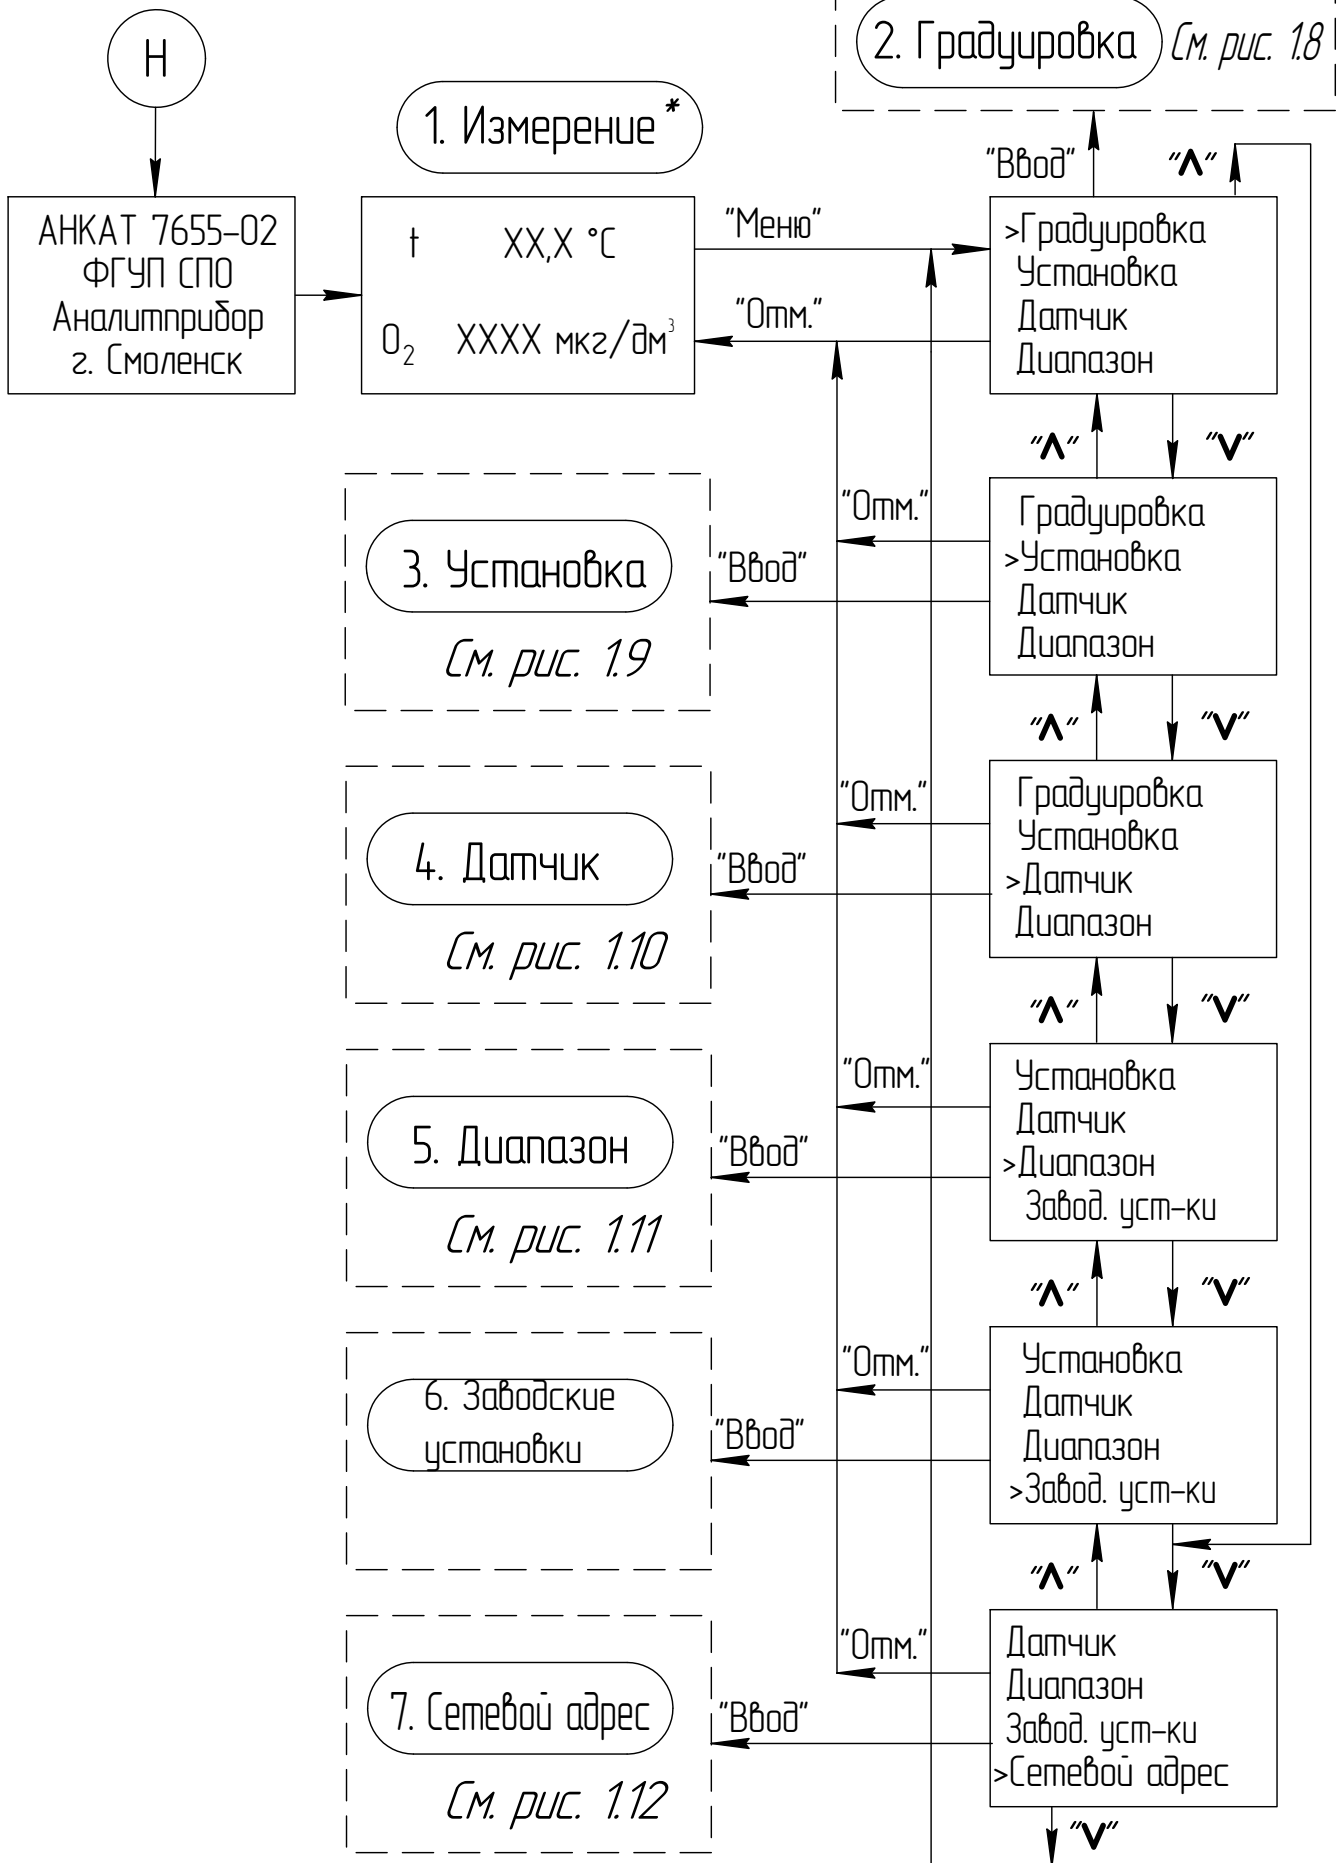 Н
2. Градуировка См. рис. 1.8
1. Измерение*
"Ввод"
"Λ"
АНКАТ 7655-02
ФГУП СПО
Аналитприбор
г. Смоленск
t XX,X °C
O₂ XXXX мкг/дм³
"Меню"
"Отм."
>Градуировка
Установка
Датчик
Диапазон
"Λ"
"V"
3. Установка
См. рис. 1.9
"Отм."
"Ввод"
Градуировка
>Установка
Датчик
Диапазон
"Λ"
"V"
4. Датчик
См. рис. 1.10
"Отм."
"Ввод"
Градуировка
Установка
>Датчик
Диапазон
"Λ"
"V"
5. Диапазон
См. рис. 1.11
"Отм."
"Ввод"
Установка
Датчик
>Диапазон
Завод. уст-ки
"Λ"
"V"
6. Заводские
установки
"Отм."
"Ввод"
Установка
Датчик
Диапазон
>Завод. уст-ки
"Λ"
"V"
7. Сетевой адрес
См. рис. 1.12
"Отм."
"Ввод"
Датчик
Диапазон
Завод. уст-ки
>Сетевой адрес
"V"